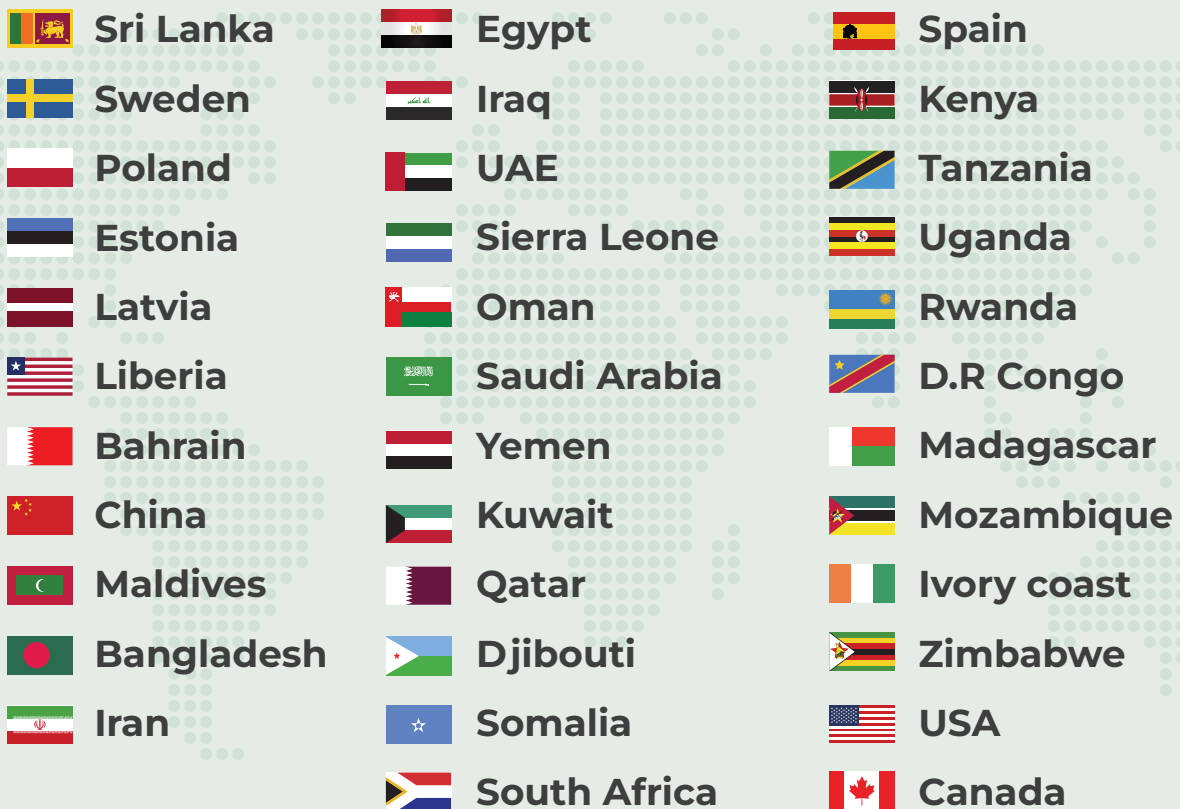 Sri Lanka
Sweden
Poland
Estonia
Latvia
Liberia
Bahrain
China
Maldives
Bangladesh
Iran
Egypt
Iraq
UAE
Sierra Leone
Oman
Saudi Arabia
Yemen
Kuwait
Qatar
Djibouti
Somalia
South Africa
Spain
Kenya
Tanzania
Uganda
Rwanda
D.R Congo
Madagascar
Mozambique
Ivory coast
Zimbabwe
USA
Canada